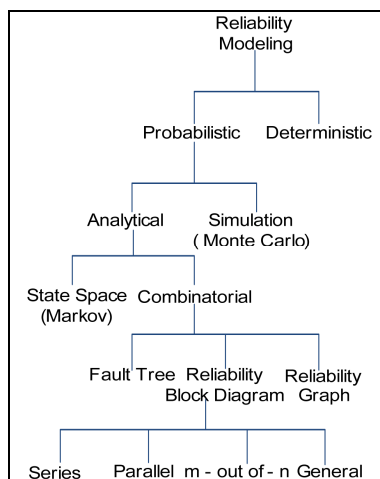 Reliability
Modeling
Probabilistic Deterministic
Analytical Simulation
( Monte Carlo)
State Space Combinatorial
(Markov)
Fault Tree Reliability Reliability
Block Diagram Graph
Series Parallel m - out of - n General